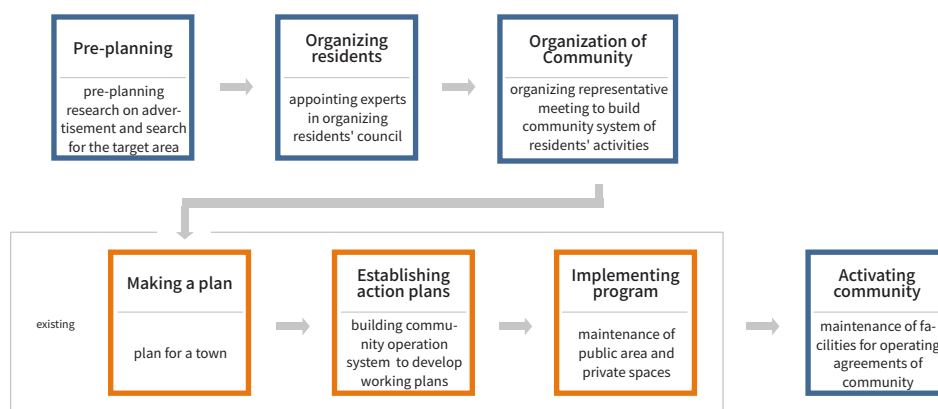 Pre-planning
pre-planning
research on adver-
tisement and search
for the target area
Organizing
residents
appointing experts
in organizing
residents' council
Organization of
Community
organizing representative
meeting to build
community system of
residents' activities
existing
Making a plan
plan for a town
Establishing
action plans
building commu-
nity operation
system to develop
working plans
Implementing
program
maintenance of
public area and
private spaces
Activating
community
maintenance of fa-
cilities for operating
agreements of
community